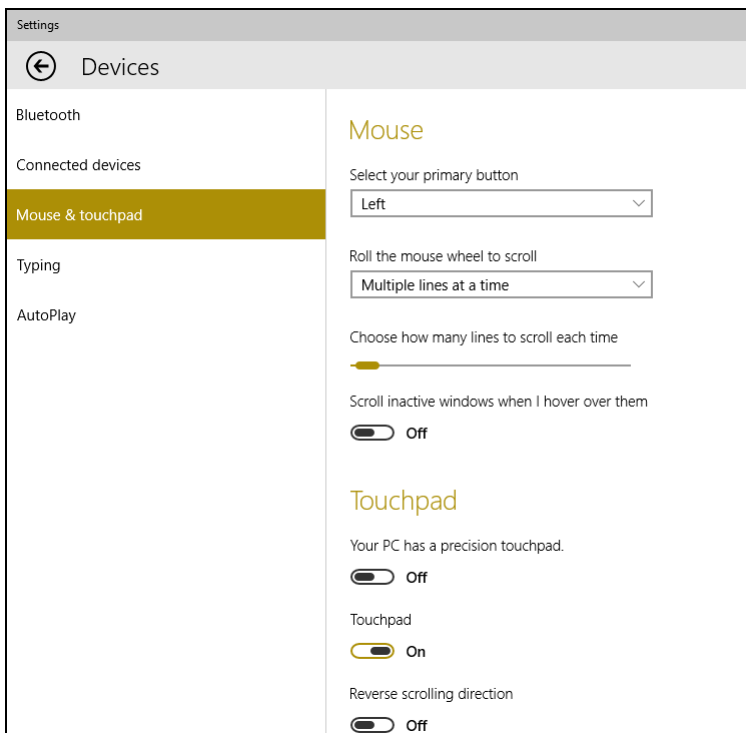 Settings
Devices
Bluetooth
Connected devices
Mouse & touchpad
Typing
AutoPlay
Mouse
Select your primary button
Left
Roll the mouse wheel to scroll
Multiple lines at a time
Choose how many lines to scroll each time
Scroll inactive windows when I hover over them
Off
Touchpad
Your PC has a precision touchpad.
Off
Touchpad
On
Reverse scrolling direction
Off